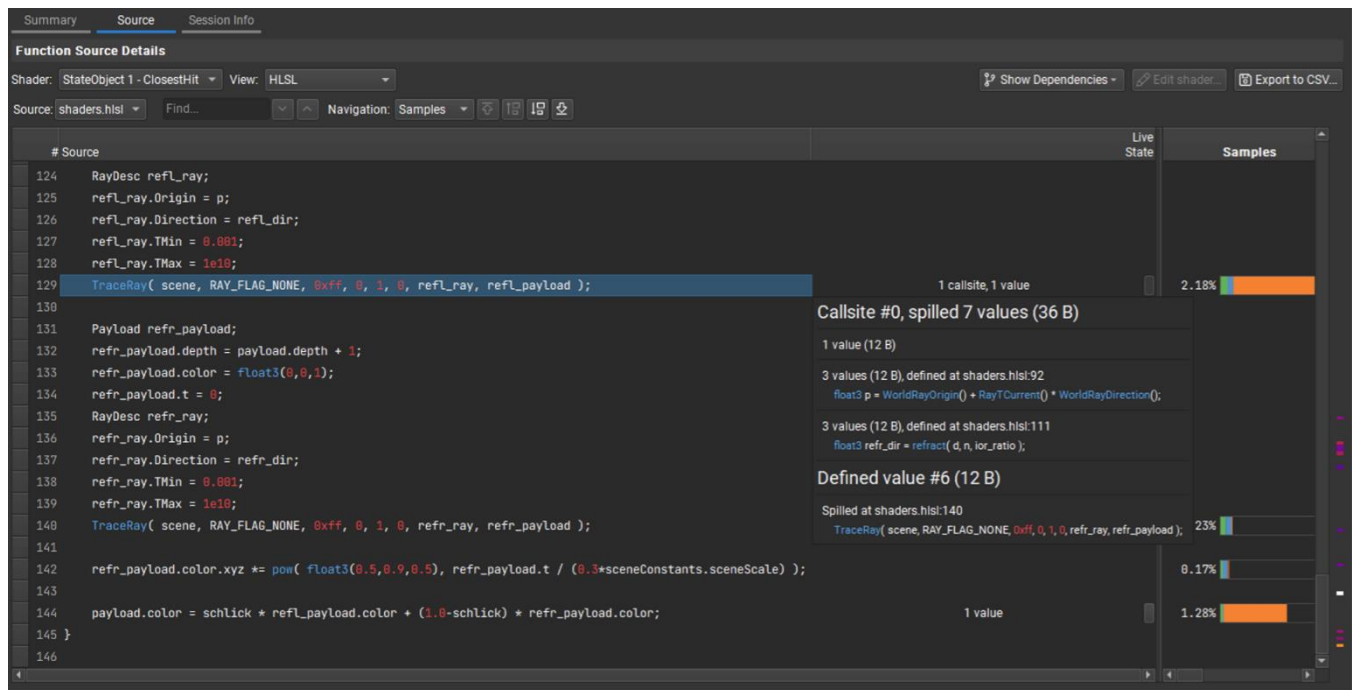 Summary Source Session Info
Function Source Details
Shader: StateObject 1 - ClosestHit View: HLSL Show Dependencies Edit shader... Export to CSV...
Source: shaders.hlsl Find... Navigation: Samples
# Source Live State Samples
124 RayDesc refl_ray;
125 refl_ray.Origin = p;
126 refl_ray.Direction = refl_dir;
127 refl_ray.TMin = 0.001;
128 refl_ray.TMax = 1e10;
129 TraceRay( scene, RAY_FLAG_NONE, 0xff, 0, 1, 0, refl_ray, refl_payload ); 1 callsite, 1 value 2.18%
130
131 Payload refr_payload;
132 refr_payload.depth = payload.depth + 1;
133 refr_payload.color = float3(0,0,1);
134 refr_payload.t = 0;
135 RayDesc refr_ray;
136 refr_ray.Origin = p;
137 refr_ray.Direction = refr_dir;
138 refr_ray.TMin = 0.001;
139 refr_ray.TMax = 1e10;
140 TraceRay( scene, RAY_FLAG_NONE, 0xff, 0, 1, 0, refr_ray, refr_payload ); 23%
141
142 refr_payload.color.xyz *= pow( float3(0.5,0.9,0.5), refr_payload.t / (0.3*sceneConstants.sceneScale) ); 0.17%
143
144 payload.color = schlick * refl_payload.color + (1.0-schlick) * refr_payload.color; 1 value 1.28%
145 }
146
Callsite #0, spilled 7 values (36 B)
1 value (12 B)
3 values (12 B), defined at shaders.hlsl:92
float3 p = WorldRayOrigin() + RayTCurrent() * WorldRayDirection();
3 values (12 B), defined at shaders.hlsl:111
float3 refr_dir = refract( d, n, ior_ratio );
Defined value #6 (12 B)
Spilled at shaders.hlsl:140
TraceRay( scene, RAY_FLAG_NONE, 0xff, 0, 1, 0, refr_ray, refr_payload );